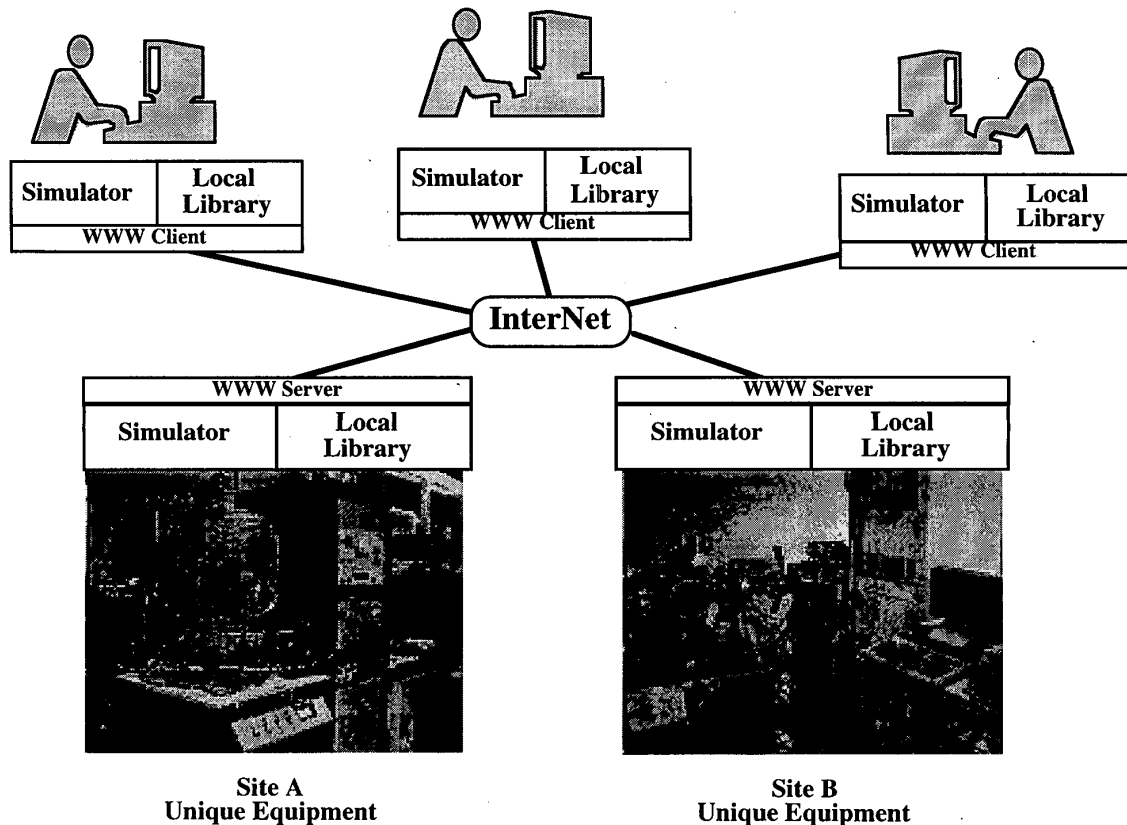 Simulator
Local
Library
WWW Client
Simulator
Local
Library
WWW Client
Simulator
Local
Library
WWW Client
InterNet
WWW Server
Simulator
Local
Library
WWW Server
Simulator
Local
Library
Site A
Unique Equipment
Site B
Unique Equipment